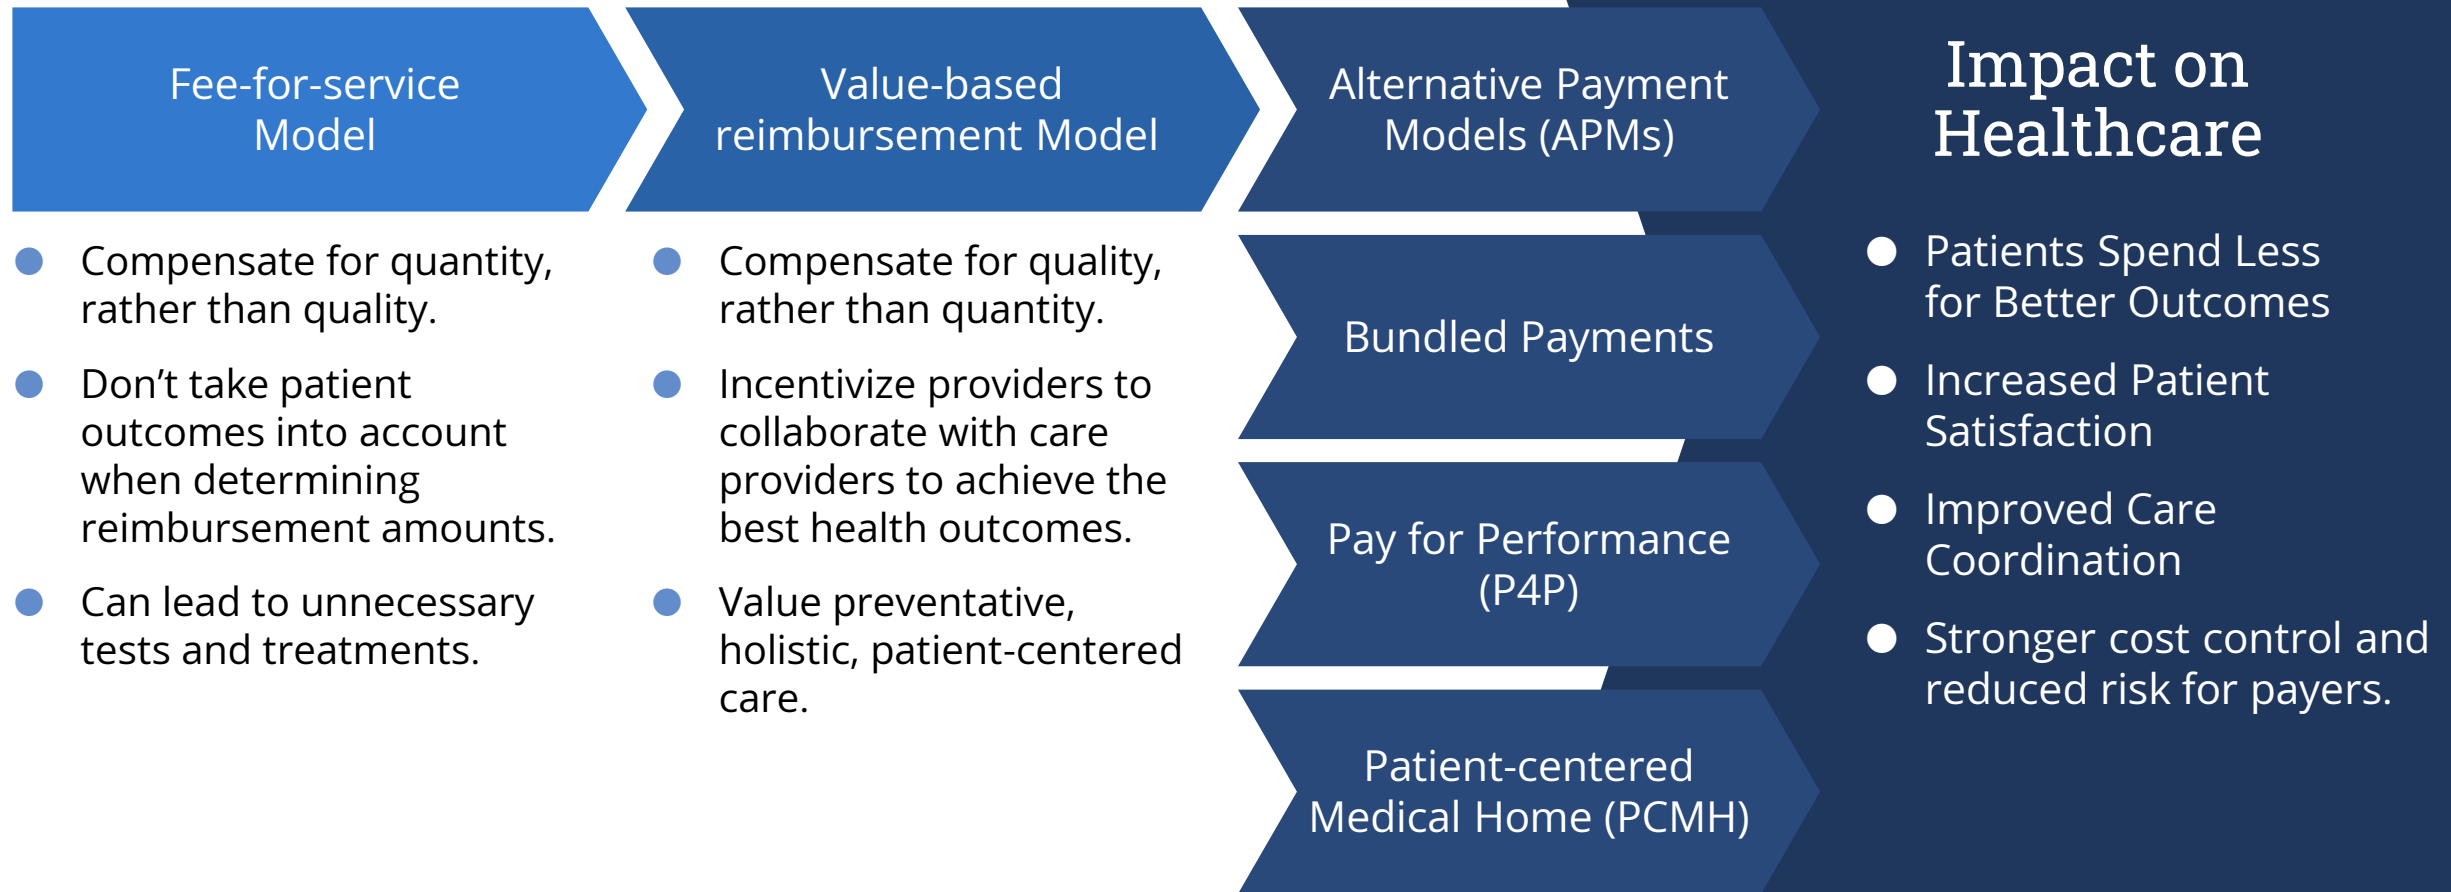 Fee-for-service
Model
Compensate for quantity,
rather than quality.
Don’t take patient
outcomes into account
when determining
reimbursement amounts.
Can lead to unnecessary
tests and treatments.
Value-based
reimbursement Model
Compensate for quality,
rather than quantity.
Incentivize providers to
collaborate with care
providers to achieve the
best health outcomes.
Value preventative,
holistic, patient-centered
care.
Alternative Payment
Models (APMs)
Bundled Payments
Pay for Performance
(P4P)
Patient-centered
Medical Home (PCMH)
Impact on
Healthcare
Patients Spend Less
for Better Outcomes
Increased Patient
Satisfaction
Improved Care
Coordination
Stronger cost control and
reduced risk for payers.